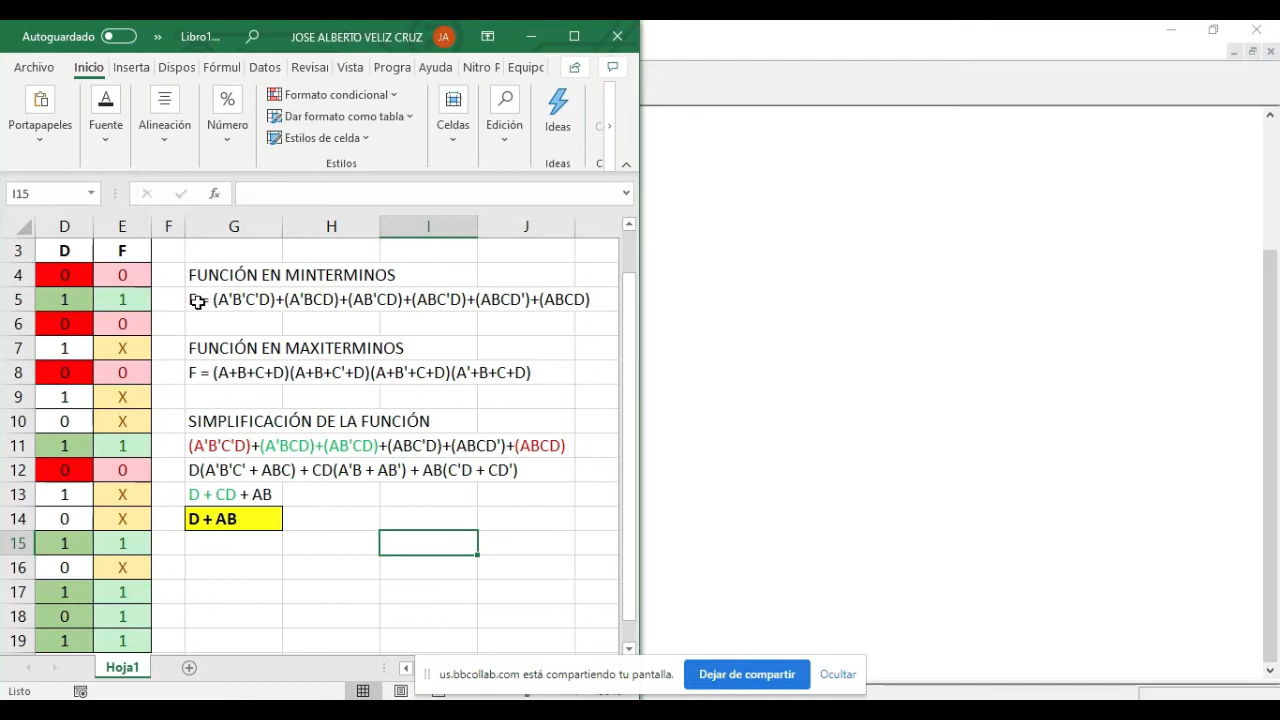 Autoguardado » Libro1... JOSE ALBERTO VELIZ CRUZ JA
Archivo Inicio Inserta Dispos Fórmul Datos Revisar Vista Progra Ayuda Nitro P Equipo
Portapapeles
Fuente
Alineación
%
Número
Formato condicional
Dar formato como tabla
Estilos de celda
Estilos
Celdas
Edición
Ideas
Ideas
C
C
I15 fx
D E F G H I J
3 D F
4 0 0 FUNCIÓN EN MINTERMINOS
5 1 1 = (A'B'C'D)+(A'BCD)+(AB'CD)+(ABC'D)+(ABCD')+(ABCD)
6 0 0
7 1 X FUNCIÓN EN MAXITERMINOS
8 0 0 F = (A+B+C+D)(A+B+C'+D)(A+B'+C+D)(A'+B+C+D)
9 1 X
10 0 X SIMPLIFICACIÓN DE LA FUNCIÓN
11 1 1 (A'B'C'D)+(A'BCD)+(AB'CD)+(ABC'D)+(ABCD')+(ABCD)
12 0 0 D(A'B'C' + ABC) + CD(A'B + AB') + AB(C'D + CD')
13 1 X D + CD + AB
14 0 X D + AB
15 1 1
16 0 X
17 1 1
18 0 1
19 1 1
Hoja1
us.bbcollab.com está compartiendo tu pantalla. Dejar de compartir Ocultar
Listo